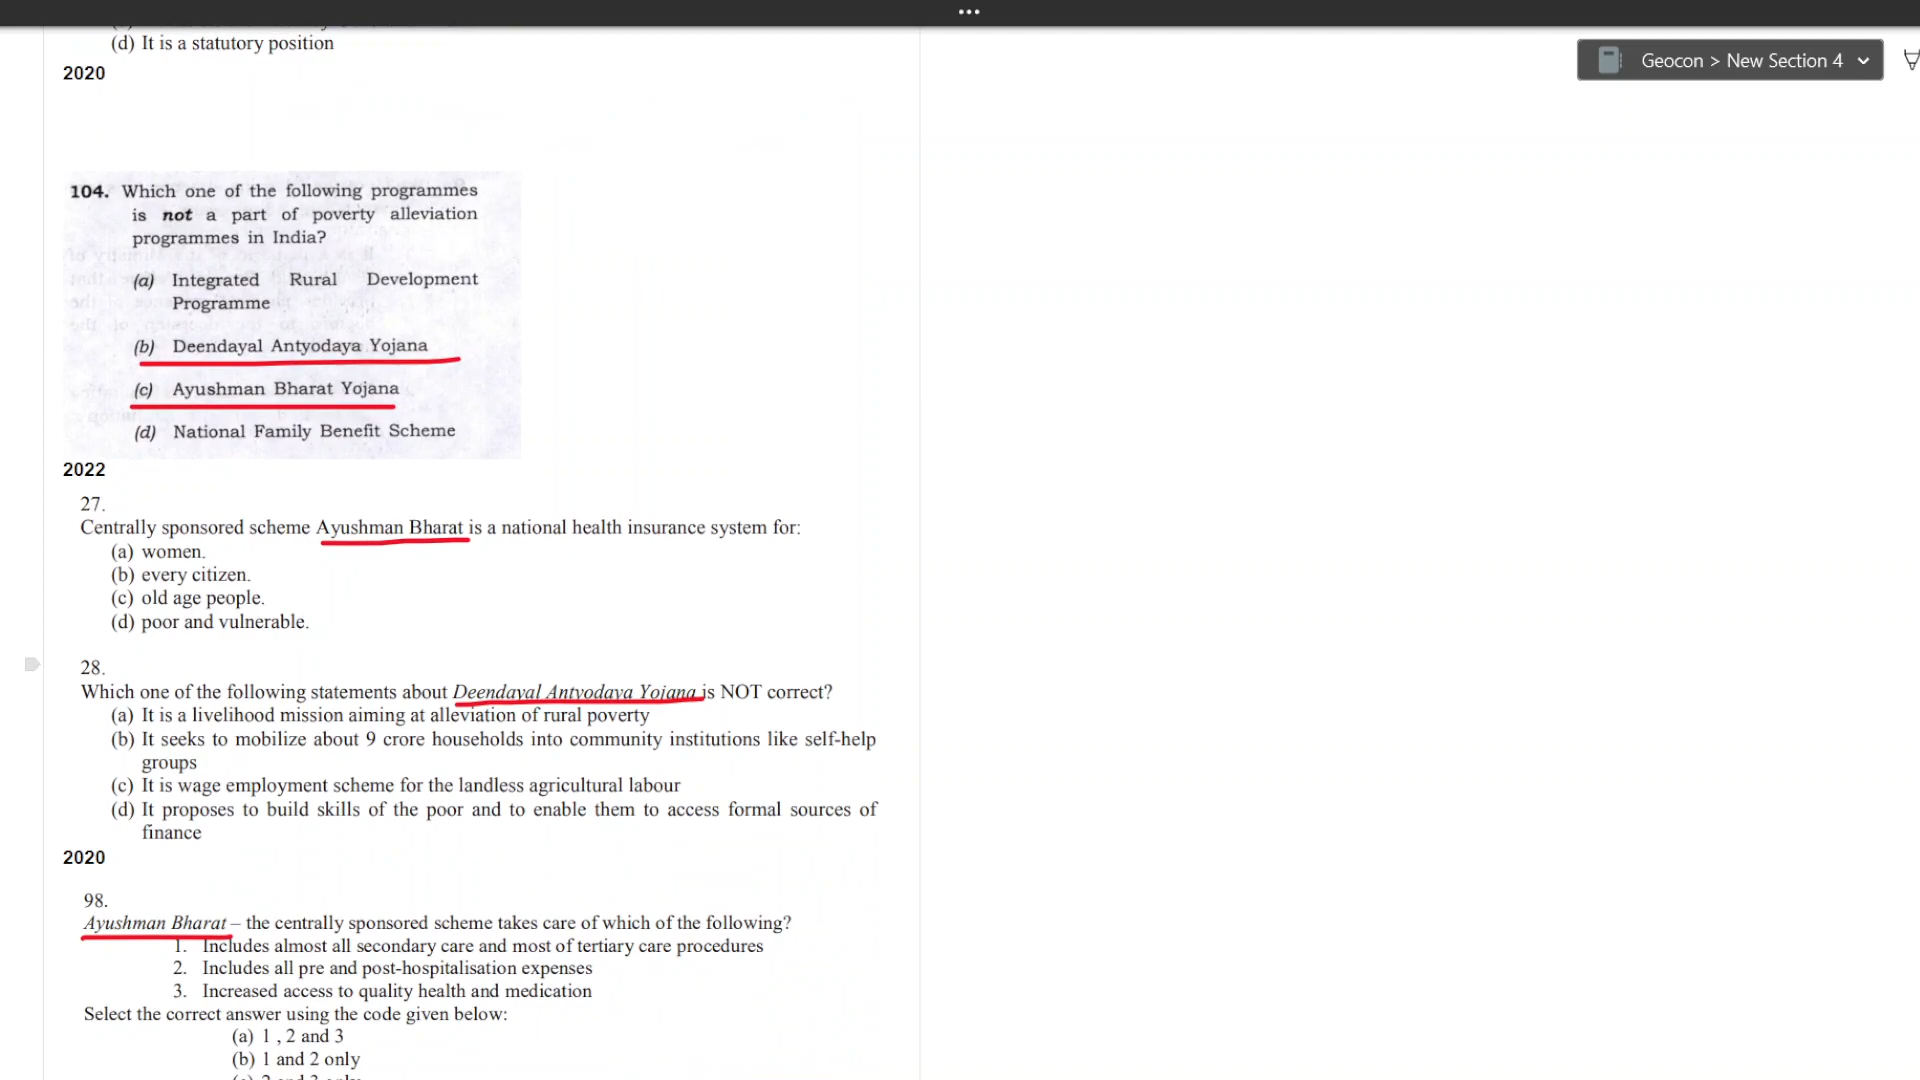 (d) It is a statutory position
Geocon > New Section 4
2020
104. Which one of the following programmes
is not a part of poverty alleviation
programmes in India?
(a) Integrated Rural Development
Programme
(b) Deendayal Antyodaya Yojana
(c) Ayushman Bharat Yojana
(d) National Family Benefit Scheme
2022
27.
Centrally sponsored scheme Ayushman Bharat is a national health insurance system for:
(a) women.
(b) every citizen.
(c) old age people.
(d) poor and vulnerable.
28.
Which one of the following statements about Deendayal Antyodaya Yojana is NOT correct?
(a) It is a livelihood mission aiming at alleviation of rural poverty
(b) It seeks to mobilize about 9 crore households into community institutions like self-help
groups
(c) It is wage employment scheme for the landless agricultural labour
(d) It proposes to build skills of the poor and to enable them to access formal sources of
finance
2020
98.
Ayushman Bharat – the centrally sponsored scheme takes care of which of the following?
1. Includes almost all secondary care and most of tertiary care procedures
2. Includes all pre and post-hospitalisation expenses
3. Increased access to quality health and medication
Select the correct answer using the code given below:
(a) 1 , 2 and 3
(b) 1 and 2 only